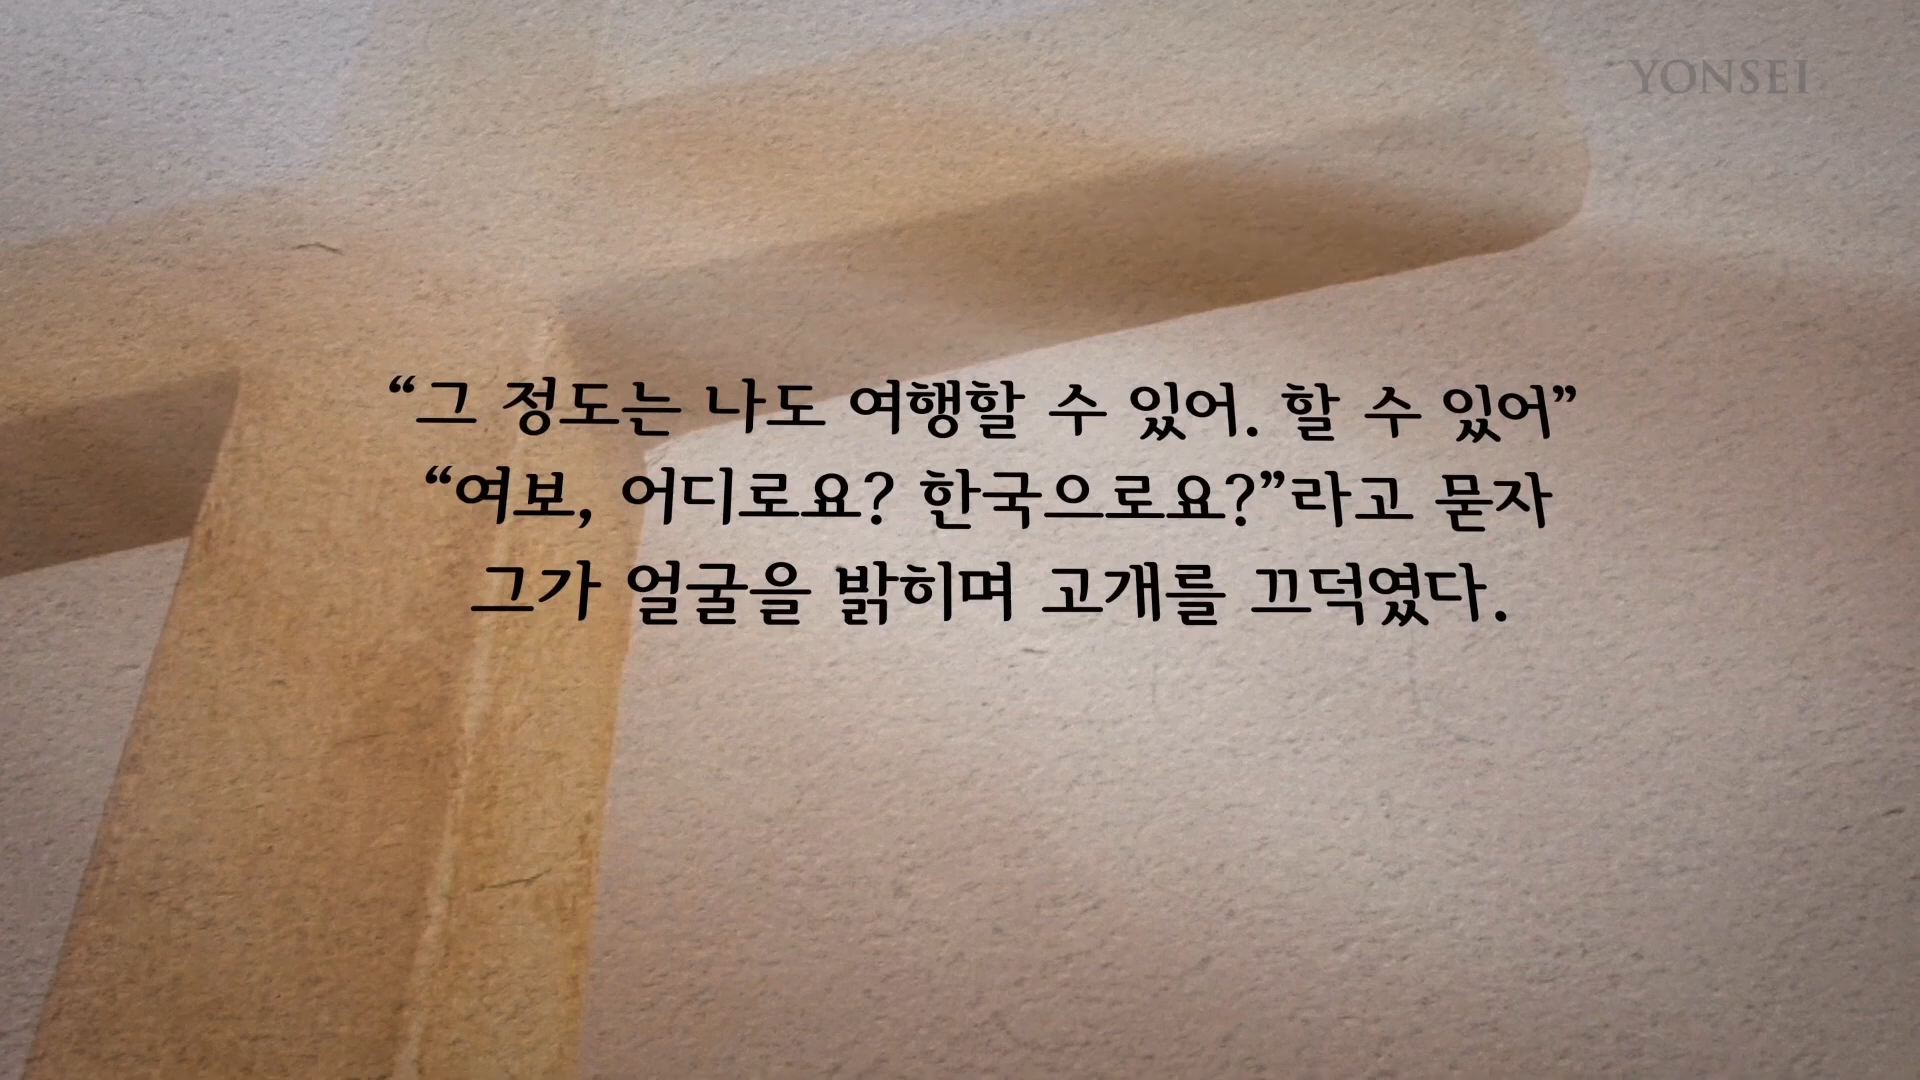 YONSEI
“그 정도는 나도 여행할 수 있어. 할 수 있어”
“여보, 어디로요? 한국으로요?”라고 묻자
그가 얼굴을 밝히며 고개를 끄덕였다.